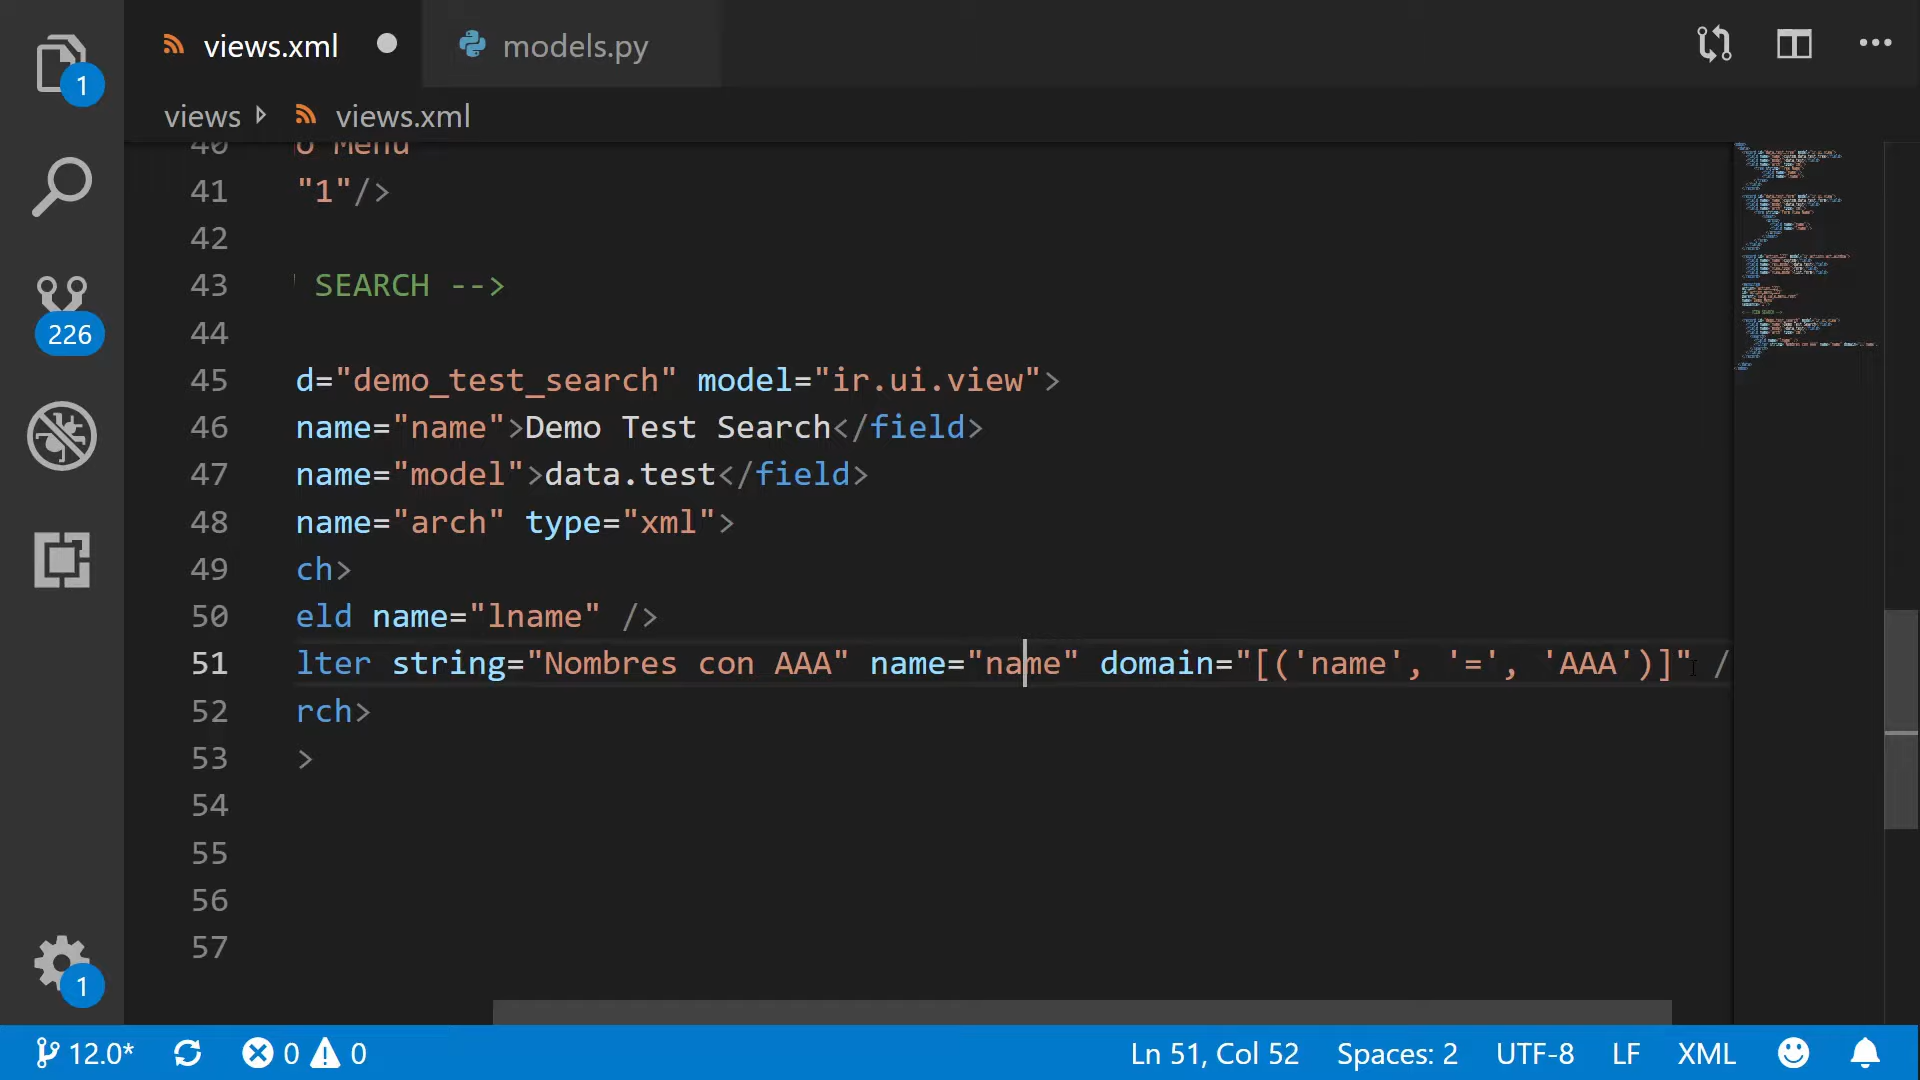 views.xml
models.py
1
views
views.xml
40 o Menu
41 "1"/>
42
43 ' SEARCH -->
44
226
45 d="demo_test_search" model="ir.ui.view">
46 name="name">Demo Test Search</field>
47 name="model">data.test</field>
48 name="arch" type="xml">
49 ch>
50 eld name="lname" />
51 lter string="Nombres con AAA" name="name" domain="[('name', '=', 'AAA')]" /
52 rch>
53 >
54
55
56
57
1
12.0* 0 0 Ln 51, Col 52 Spaces: 2 UTF-8 LF XML